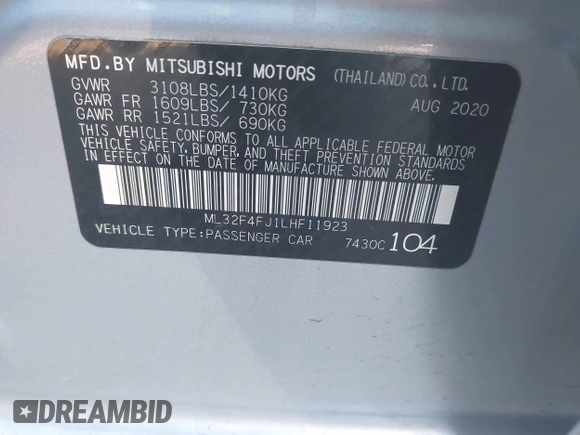 MFD.BY MITSUBISHI MOTORS (THAILAND) CO., LTD.
GVWR 3108LBS/1410KG AUG 2020
GAWR FR 1609LBS/ 730KG
GAWR RR 1521LBS/ 690KG
THIS VEHICLE CONFORMS TO ALL APPLICABLE FEDERAL MOTOR
VEHICLE SAFETY, BUMPER, AND THEFT PREVENTION STANDARDS
IN EFFECT ON THE DATE OF MANUFACTURE SHOWN ABOVE.
ML32F4FJ1LHF11923
VEHICLE TYPE:PASSENGER CAR 7430C 104
DREAMBID